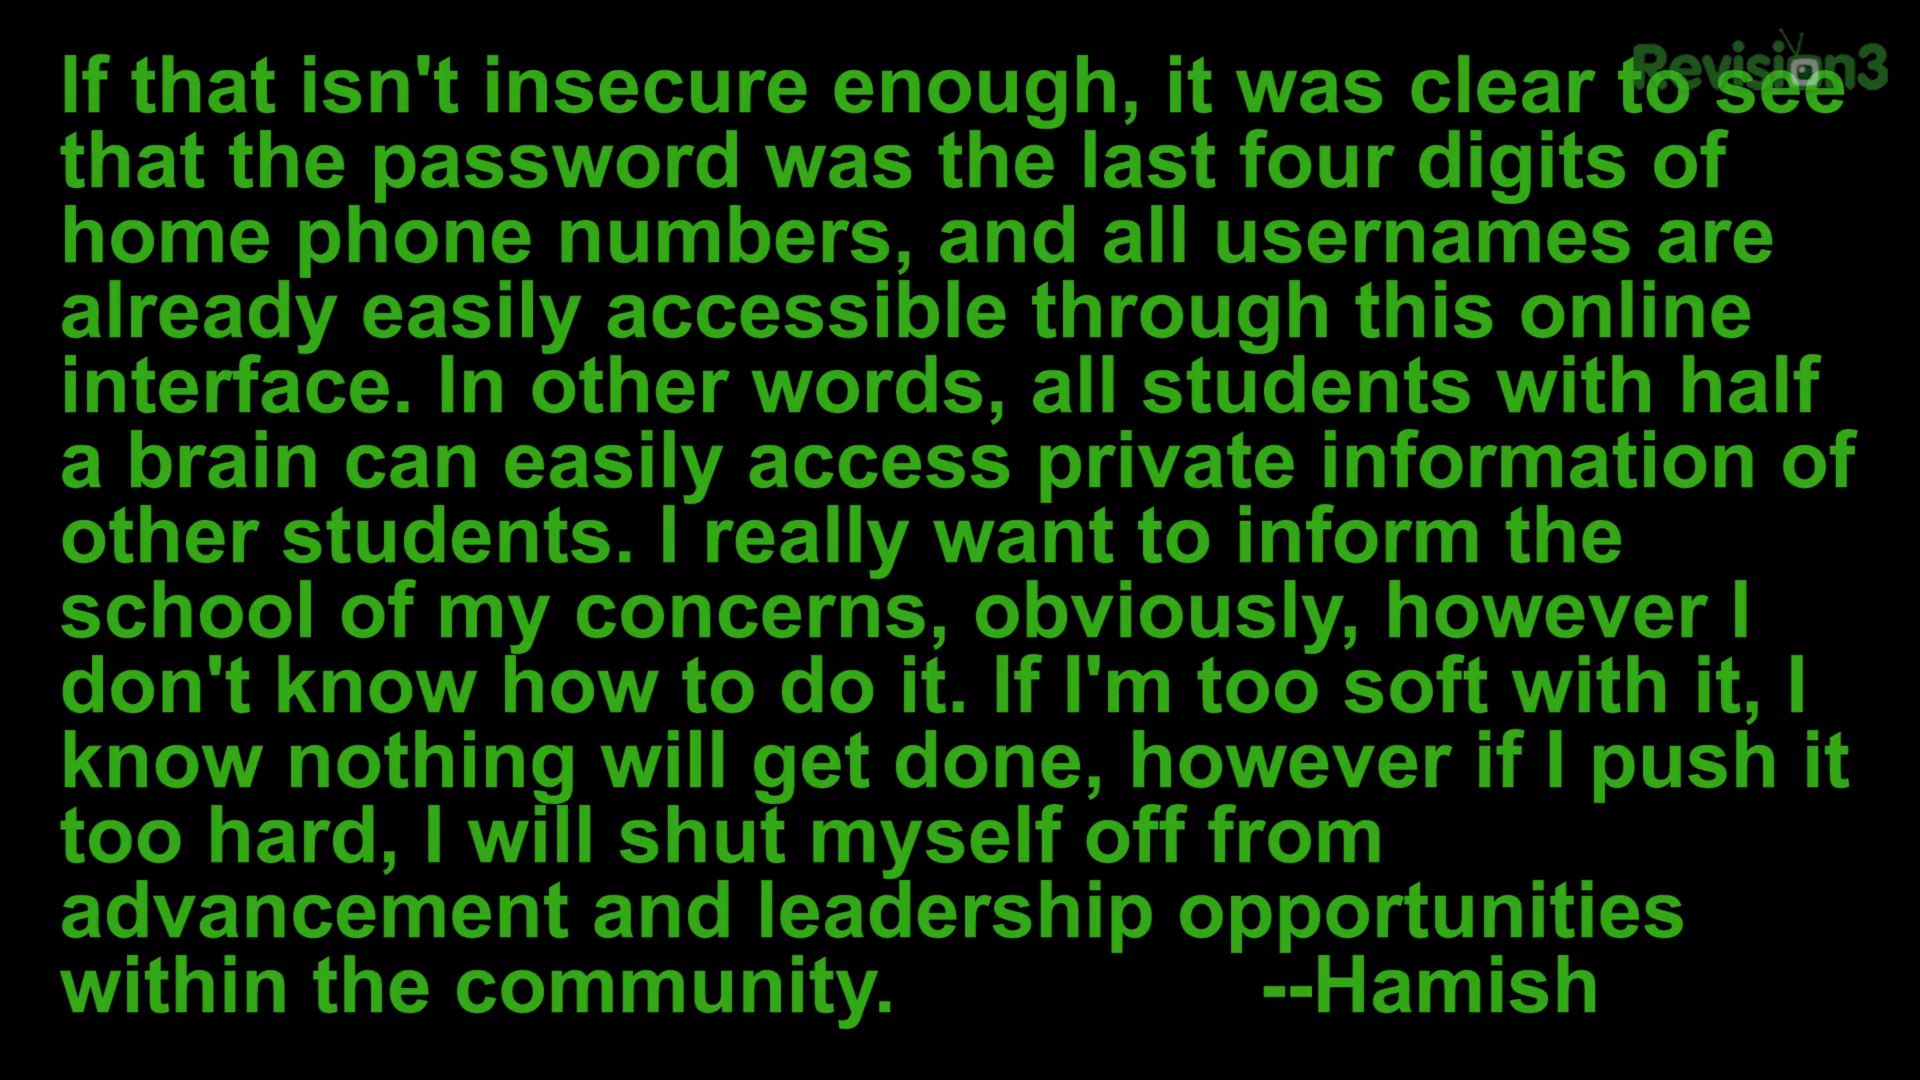 Revision3
If that isn't insecure enough, it was clear to see
that the password was the last four digits of
home phone numbers, and all usernames are
already easily accessible through this online
interface. In other words, all students with half
a brain can easily access private information of
other students. I really want to inform the
school of my concerns, obviously, however I
don't know how to do it. If I'm too soft with it, I
know nothing will get done, however if I push it
too hard, I will shut myself off from
advancement and leadership opportunities
within the community. --Hamish